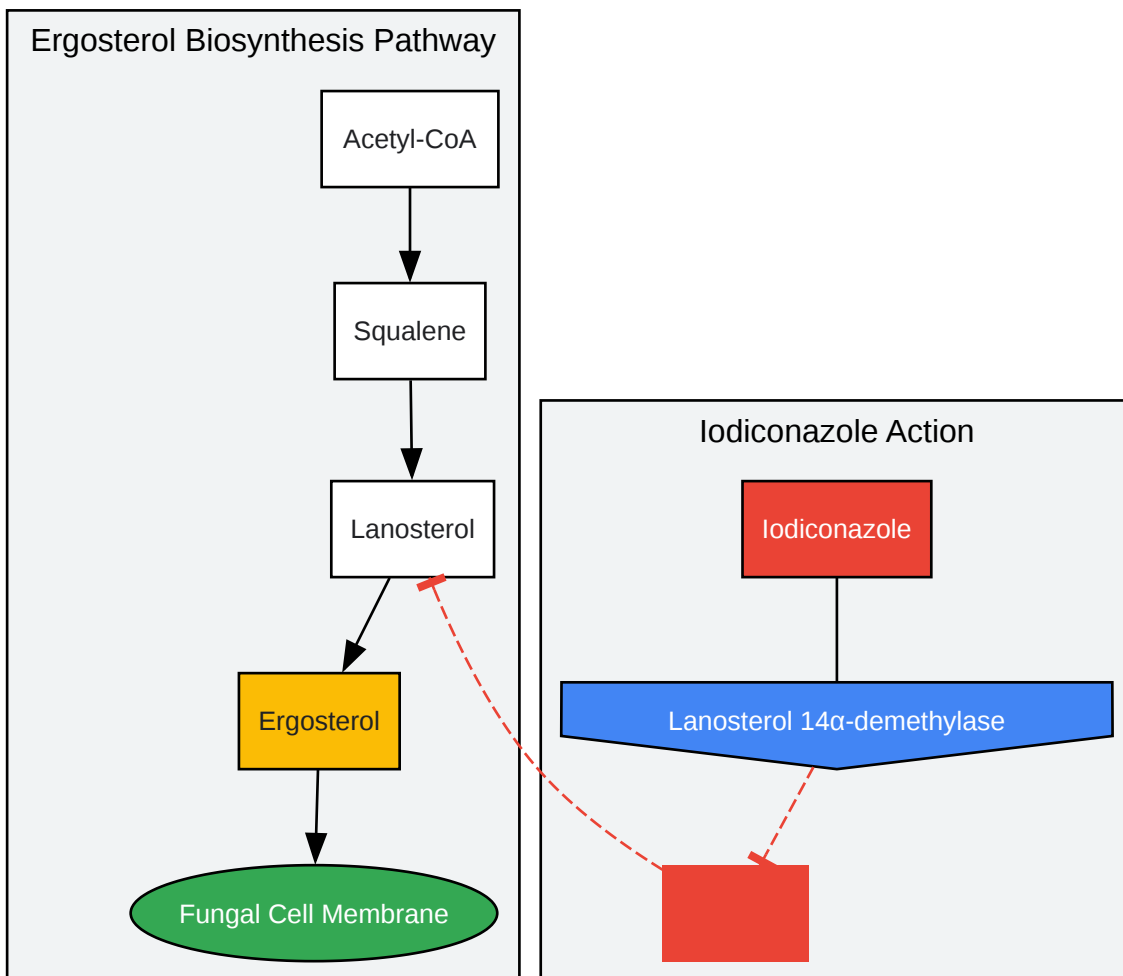 Ergosterol Biosynthesis Pathway
Acetyl-CoA
Squalene
Lanosterol
Ergosterol
Fungal Cell Membrane
Iodiconazole Action
Iodiconazole
Lanosterol 14α-demethylase